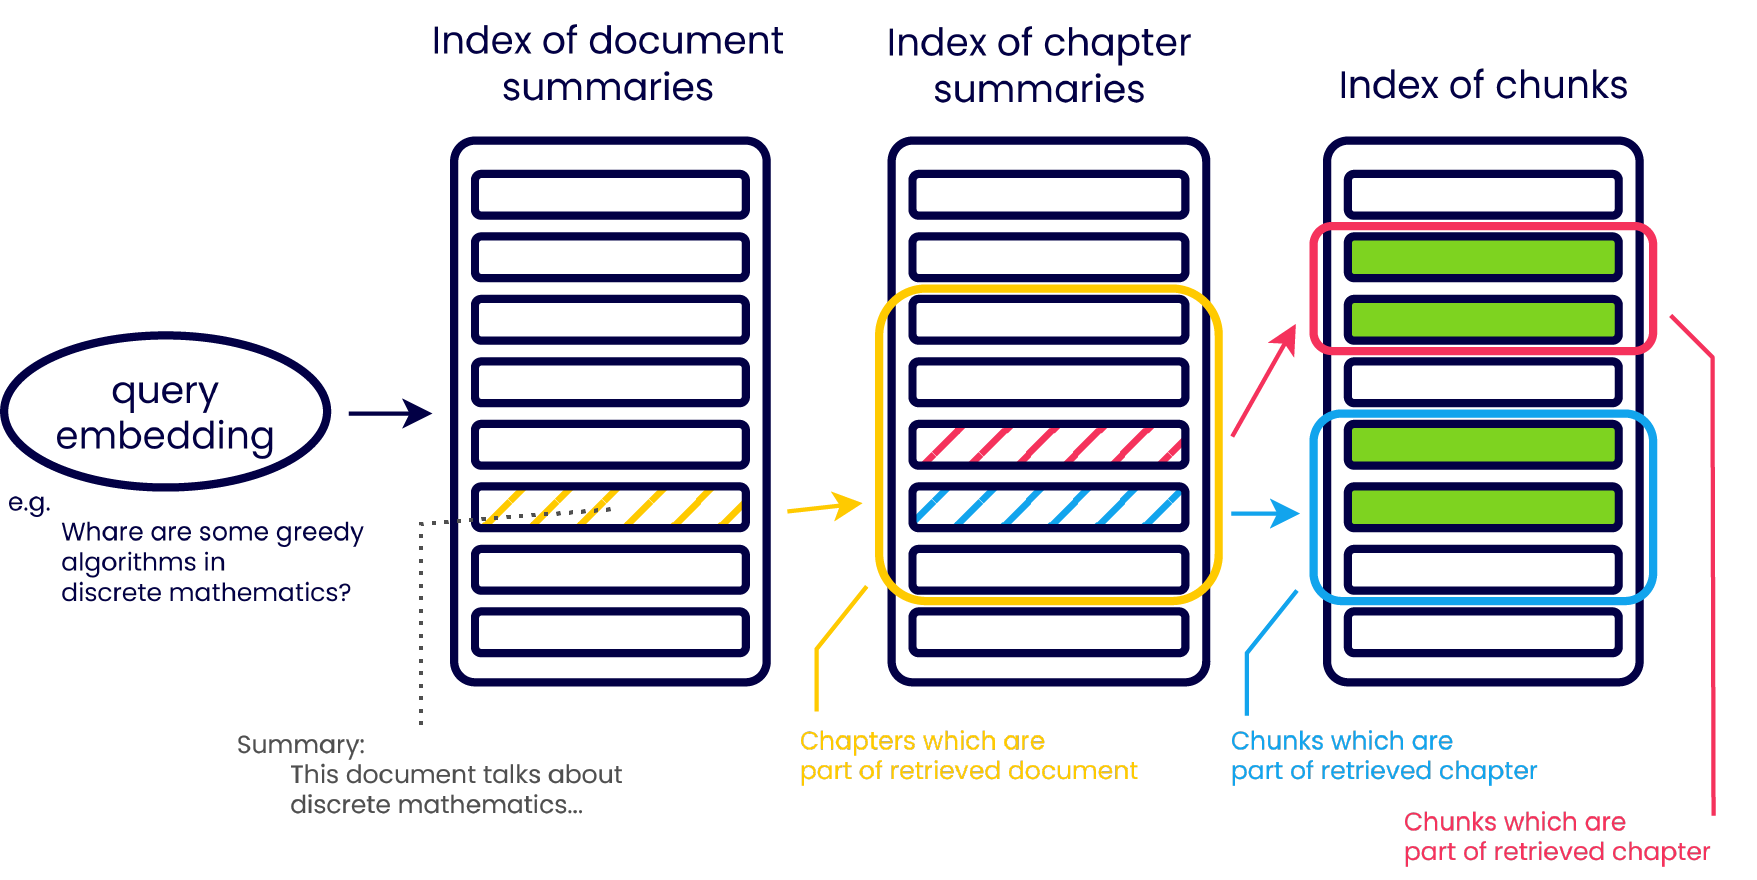 Index of document
summaries
Index of chapter
summaries
Index of chunks
query
embedding
e.g.
Whare are some greedy
algorithms in
discrete mathematics?
Summary:
This document talks about
discrete mathematics...
Chapters which are
part of retrieved document
Chunks which are
part of retrieved chapter
Chunks which are
part of retrieved chapter